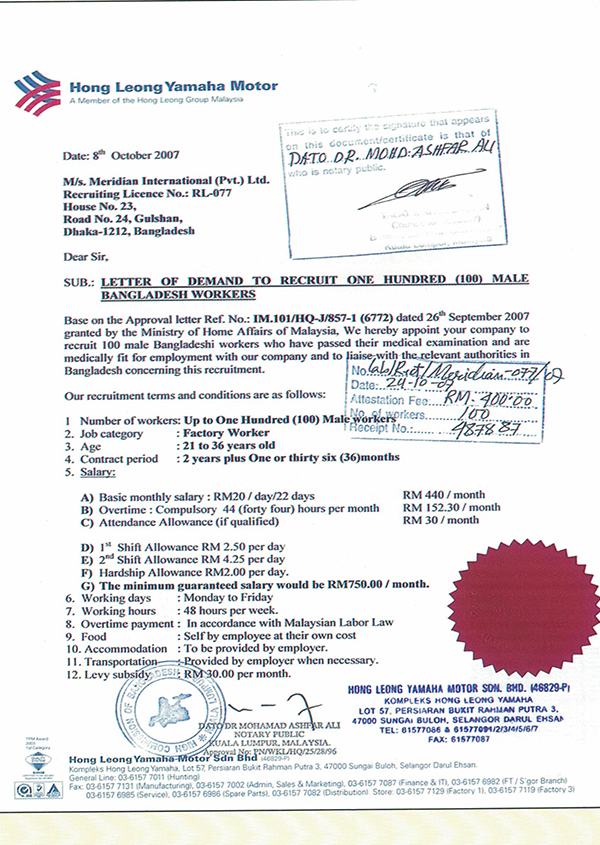 Hong Leong Yamaha Motor
A Member of the Hong Leong Group Malaysia
This is to certify the signature that appears
on this document/certificate is that of
DATO DR. MOHD. ASHFAR ALI
who is notary public.
Kuala Lumpur, Malaysia
Date: 8th October 2007
M/s. Meridian International (Pvt.) Ltd.
Recruiting Licence No.: RL-077
House No. 23,
Road No. 24, Gulshan,
Dhaka-1212, Bangladesh
Dear Sir,
SUB.: LETTER OF DEMAND TO RECRUIT ONE HUNDRED (100) MALE
BANGLADESH WORKERS
Base on the Approval letter Ref. No.: IM.101/HQ-J/857-1 (6772) dated 26th September 2007
granted by the Ministry of Home Affairs of Malaysia, We hereby appoint your company to
recruit 100 male Bangladeshi workers who have passed their medical examination and are
medically fit for employment with our company and to liaise with the relevant authorities in
Bangladesh concerning this recruitment.
No.
Date: 24-10-07
Attestation Fee: RM: 400.00
No. of workers. 100
Receipt No.: 487887
Our recruitment terms and conditions are as follows:
1 Number of workers: Up to One Hundred (100) Male workers
2. Job category : Factory Worker
3. Age : 21 to 36 years old
4. Contract period : 2 years plus One or thirty six (36)months
5. Salary:
A) Basic monthly salary : RM20 / day/22 days RM 440 / month
B) Overtime : Compulsory 44 (forty four) hours per month RM 152.30 / month
C) Attendance Allowance (if qualified) RM 30 / month
D) 1st Shift Allowance RM 2.50 per day
E) 2nd Shift Allowance RM 4.25 per day
F) Hardship Allowance RM2.00 per day.
G) The minimum guaranteed salary would be RM750.00 / month.
6. Working days : Monday to Friday
7. Working hours : 48 hours per week.
8. Overtime payment : In accordance with Malaysian Labor Law
9. Food : Self by employee at their own cost
10. Accommodation : To be provided by employer.
11. Transportation : Provided by employer when necessary.
12. Levy subsidy : RM 30.00 per month.
HIGH COMMISSION OF BANGLADESH
KUALA LUMPUR
DATO DR MOHAMAD ASHFAR ALI
NOTARY PUBLIC
KUALA LUMPUR, MALAYSIA.
Approval No: PN/WKL/HQ/25/28/96
HONG LEONG YAMAHA MOTOR SDN. BHD. (46829-P)
KOMPLEKS HONG LEONG YAMAHA
LOT 57, PERSIARAN BUKIT RAHMAN PUTRA 3,
47000 SUNGAI BULOH, SELANGOR DARUL EHSAN
TEL: 61577086 & 61577091/2/3/4/5/6/7
FAX: 61577087
TPM Award
2003
1st Category
Hong Leong Yamaha Motor Sdn Bhd (46829-P)
Kompleks Hong Leong Yamaha, Lot 57, Persiaran Bukit Rahman Putra 3, 47000 Sungai Buloh, Selangor Darul Ehsan.
General Line: 03-6157 7011 (Hunting)
Fax: 03-6157 7131 (Manufacturing), 03-6157 7002 (Admin, Sales & Marketing), 03-6157 7087 (Finance & IT), 03-6157 6982 (FT / S'gor Branch)
03-6157 6985 (Service), 03-6157 6986 (Spare Parts), 03-6157 7082 (Distribution) Store: 03-6157 7129 (Factory 1), 03-6157 7119 (Factory 3)